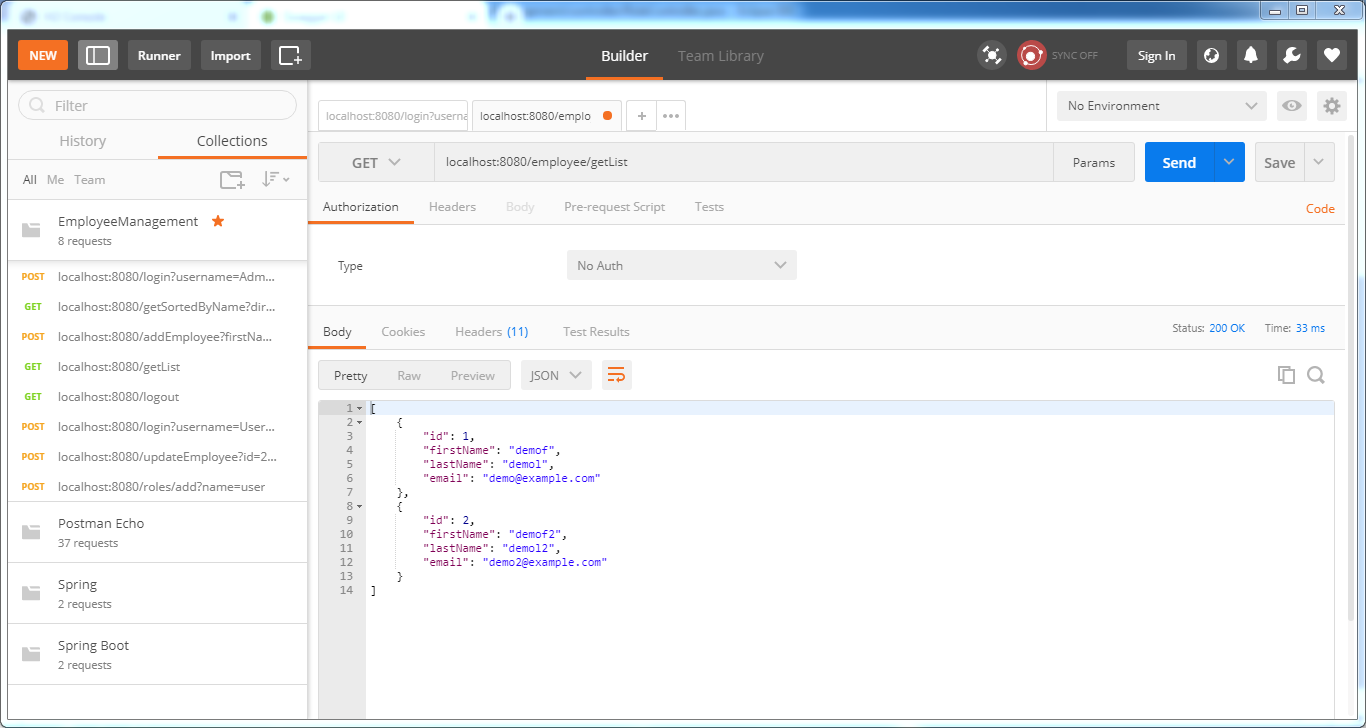 NEW Runner Import Builder Team Library SYNC OFF Sign In
Filter
History Collections
All Me Team
EmployeeManagement
8 requests
POST localhost:8080/login?username=Adm...
GET localhost:8080/getSortedByName?dir...
POST localhost:8080/addEmployee?firstNa...
GET localhost:8080/getList
GET localhost:8080/logout
POST localhost:8080/login?username=User...
POST localhost:8080/updateEmployee?id=2...
POST localhost:8080/roles/add?name=user
Postman Echo
37 requests
Spring
2 requests
Spring Boot
2 requests
localhost:8080/login?userna localhost:8080/emplo + ••• No Environment
GET localhost:8080/employee/getList Params Send Save
Authorization Headers Body Pre-request Script Tests Code
Type No Auth
Body Cookies Headers (11) Test Results Status: 200 OK Time: 33 ms
Pretty Raw Preview JSON
1 [
2 {
3 "id": 1,
4 "firstName": "demof",
5 "lastName": "demol",
6 "email": "demo@example.com"
7 },
8 {
9 "id": 2,
10 "firstName": "demof2",
11 "lastName": "demol2",
12 "email": "demo2@example.com"
13 }
14 ]